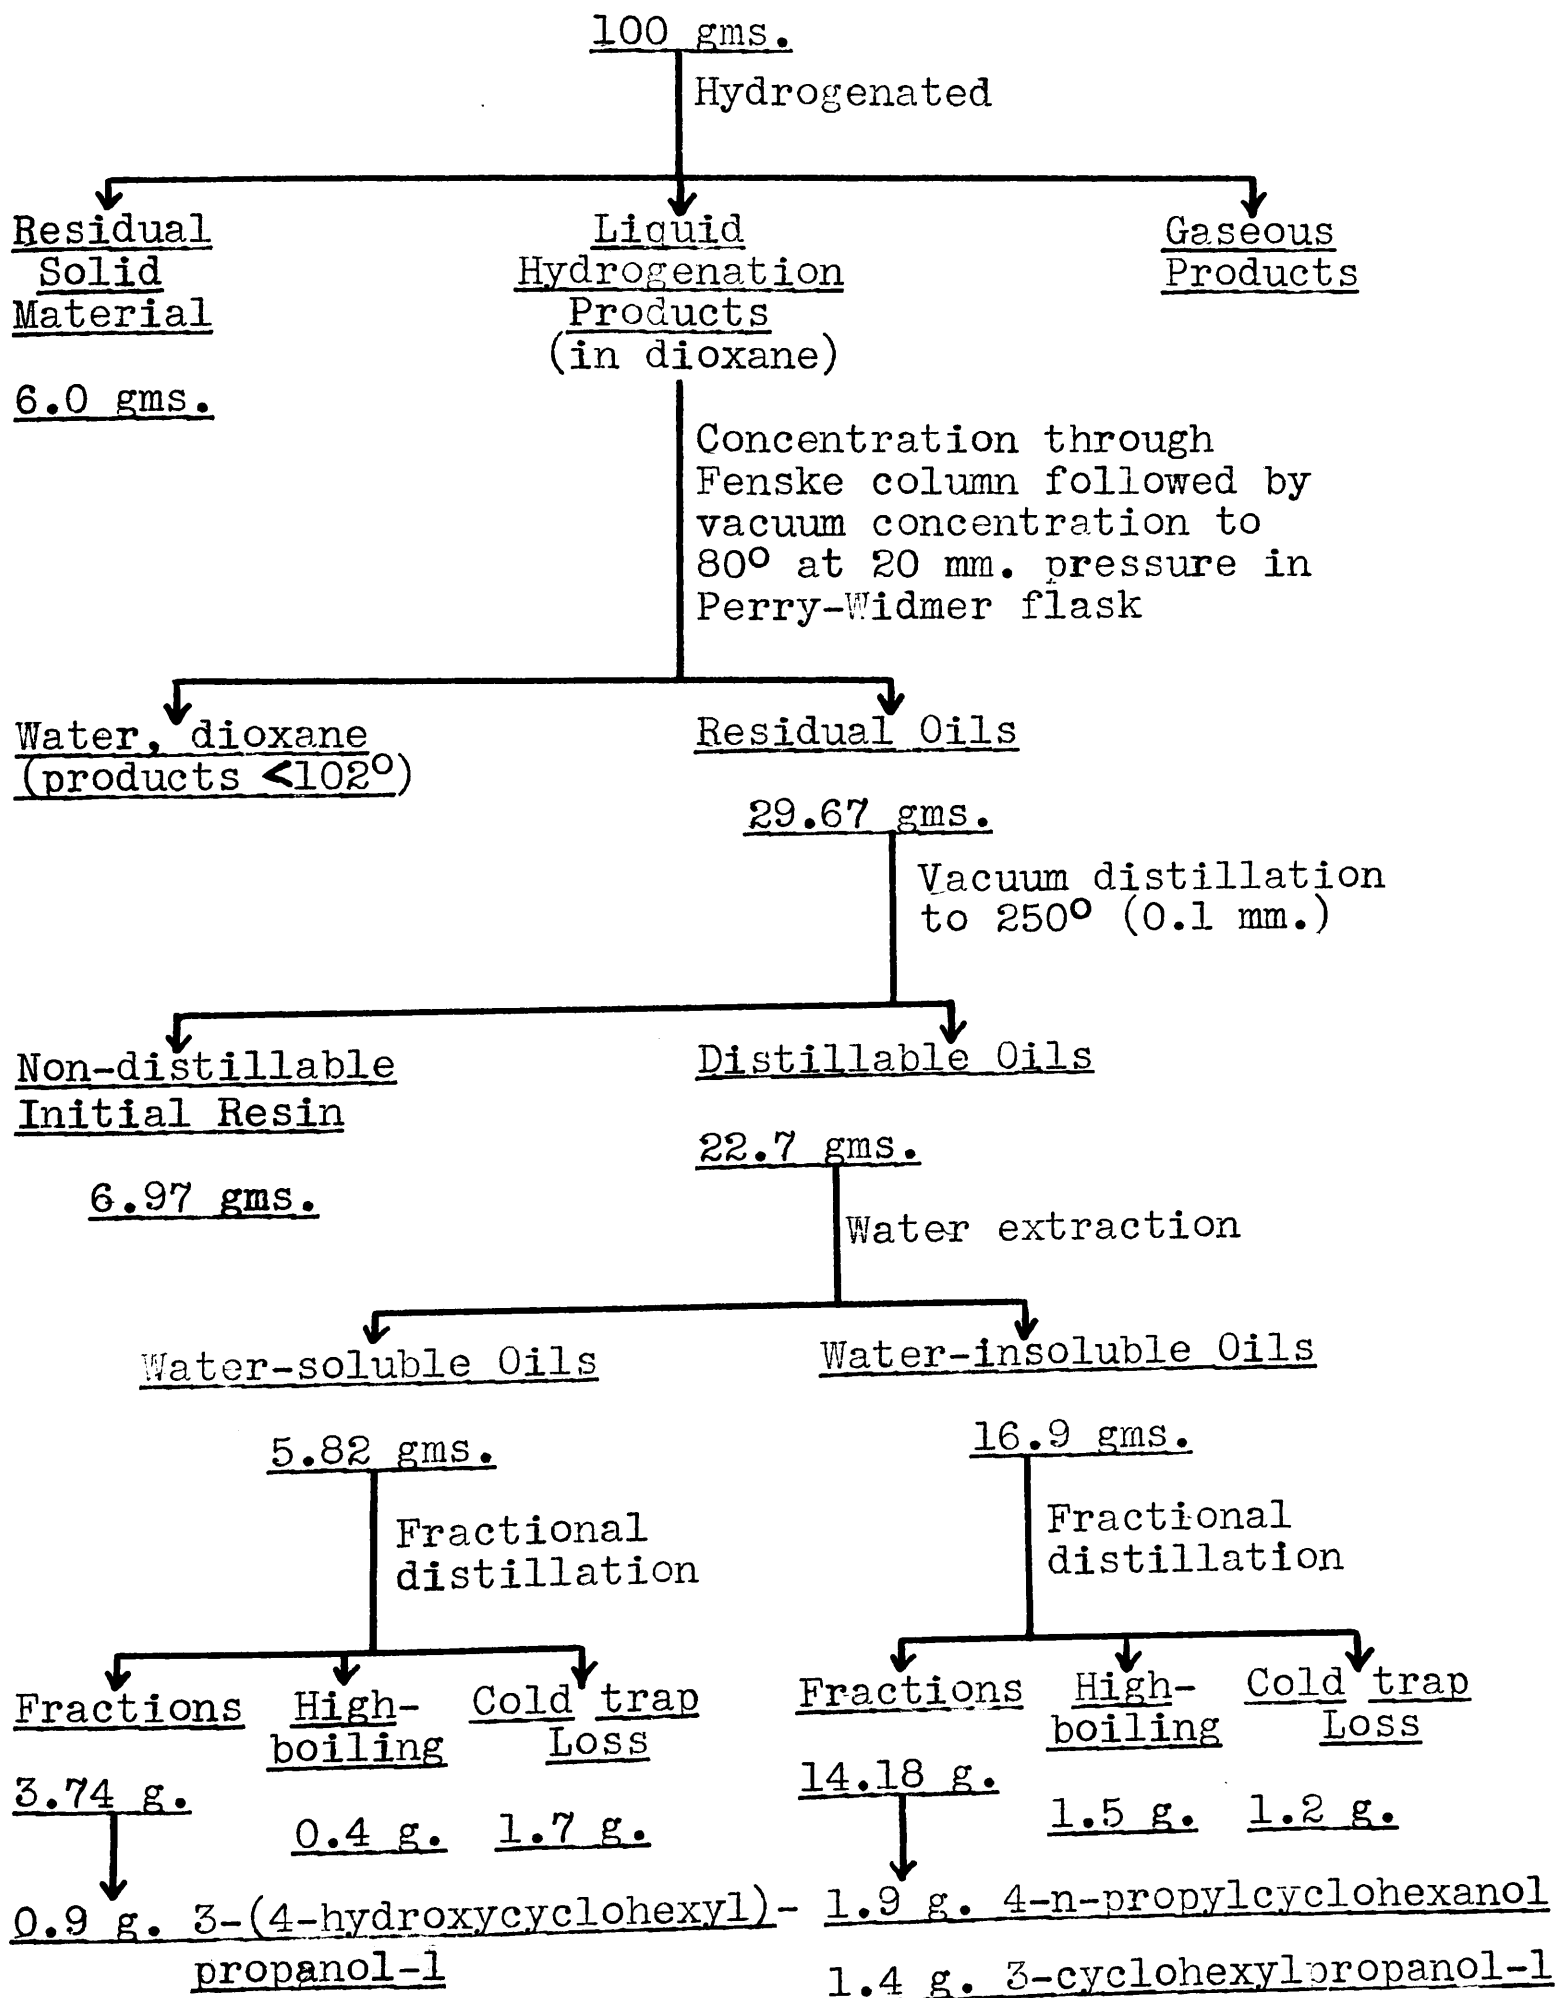 100 gms.
Hydrogenated
Residual
Solid
Material
6.0 gms.
Liquid
Hydrogenation
Products
(in dioxane)
Gaseous
Products
Concentration through
Fenske column followed by
vacuum concentration to
80° at 20 mm. pressure in
Perry-Widmer flask
Water, dioxane
(products <102°)
Residual Oils
29.67 gms.
Vacuum distillation
to 250° (0.1 mm.)
Non-distillable
Initial Resin
6.97 gms.
Distillable Oils
22.7 gms.
Water extraction
Water-soluble Oils
5.82 gms.
Water-insoluble Oils
16.9 gms.
Fractional
distillation
Fractional
distillation
Fractions
3.74 g.
High-
boiling
0.4 g.
Cold trap
Loss
1.7 g.
Fractions
14.18 g.
High-
boiling
1.5 g.
Cold trap
Loss
1.2 g.
0.9 g. 3-(4-hydroxycyclohexyl)-
propanol-1
1.9 g. 4-n-propylcyclohexanol
1.4 g. 3-cyclohexylpropanol-1